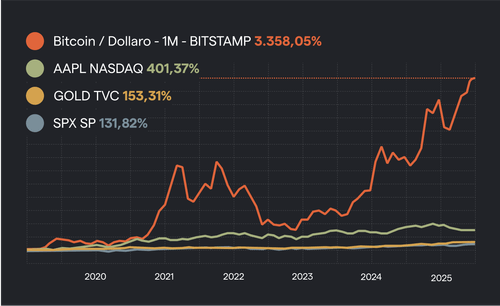 Bitcoin / Dollaro - 1M - BITSTAMP 3.358,05%
AAPL NASDAQ 401,37%
GOLD TVC 153,31%
SPX SP 131,82%
2020 2021 2022 2023 2024 2025